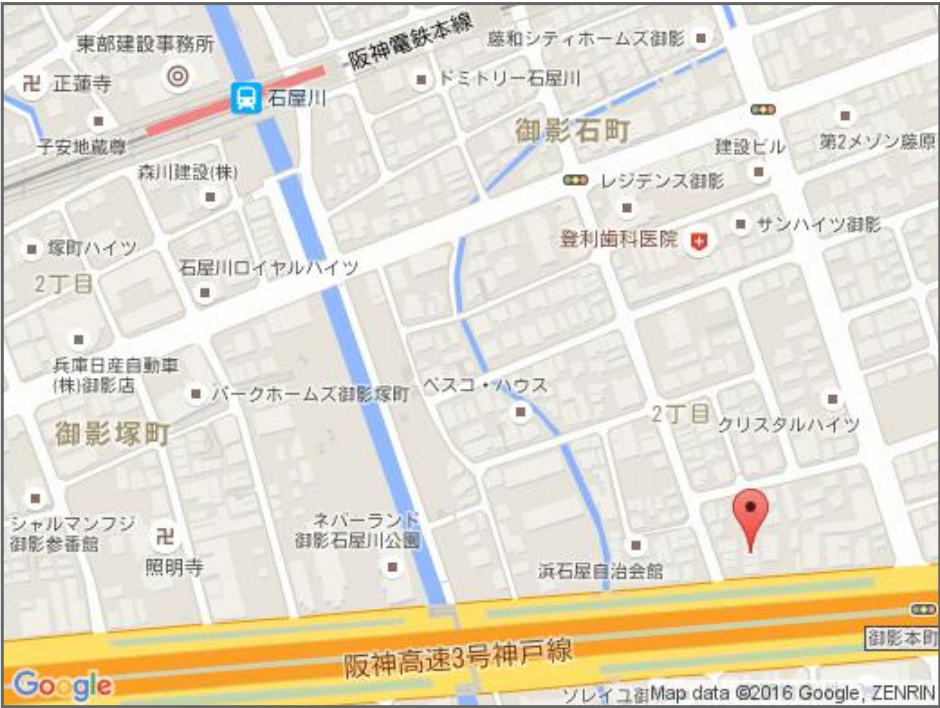 阪神電鉄本線
藤和シティホームズ御影
東部建設事務所
正蓮寺
ドミトリー石屋川
石屋川
御影石町
第2メゾン藤原
建設ビル
子安地蔵尊
森川建設(株)
レジデンス御影
サンハイツ御影
登利歯科医院
塚町ハイツ
2丁目
石屋川ロイヤルハイツ
兵庫日産自動車
(株)御影店
パークホームズ御影塚町
ベスコ・ハウス
2丁目
クリスタルハイツ
御影塚町
シャルマンフジ
御影参番館
ネバーランド
御影石屋川公園
照明寺
浜石屋自治会館
御影本町
阪神高速3号神戸線
Google
ソレイユ御
Map data ©2016 Google, ZENRIN